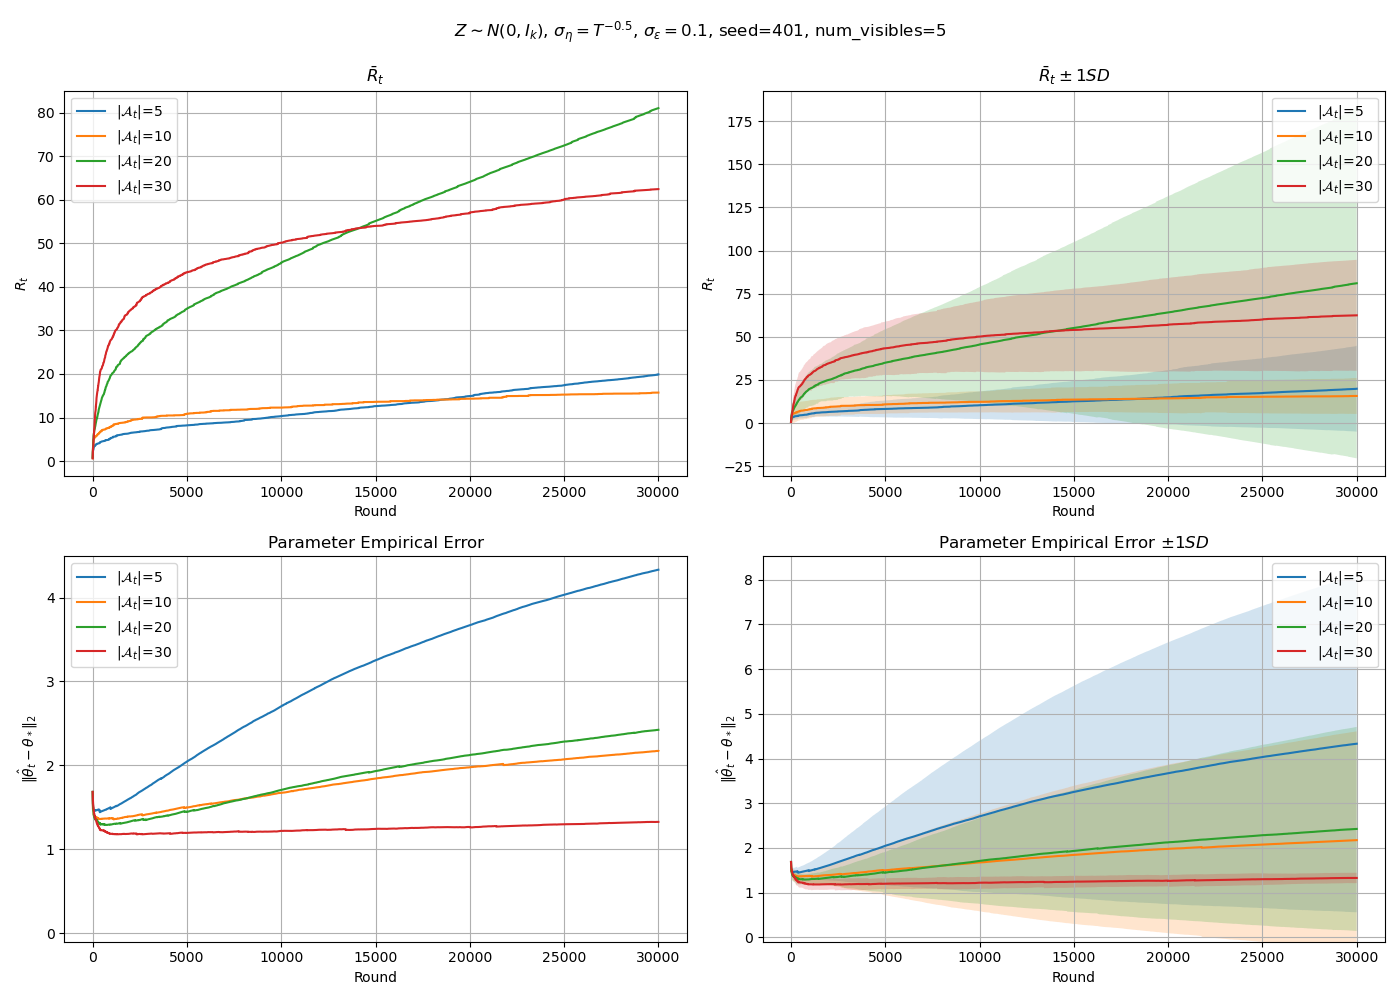 Z ∼ N(0, I_k), σ_η = T^{−0.5}, σ_ε = 0.1, seed=401, num_visibles=5
R̄_t
R_t
80
70
60
50
40
30
20
10
0
|𝒜_t|=5
|𝒜_t|=10
|𝒜_t|=20
|𝒜_t|=30
0 5000 10000 15000 20000 25000 30000
Round
R̄_t ± 1SD
R_t
175
150
125
100
75
50
25
0
−25
|𝒜_t|=5
|𝒜_t|=10
|𝒜_t|=20
|𝒜_t|=30
0 5000 10000 15000 20000 25000 30000
Round
Parameter Empirical Error
‖θ̂_t − θ_*‖_2
4
3
2
1
0
|𝒜_t|=5
|𝒜_t|=10
|𝒜_t|=20
|𝒜_t|=30
0 5000 10000 15000 20000 25000 30000
Round
Parameter Empirical Error ±1SD
‖θ̂_t − θ_*‖_2
8
7
6
5
4
3
2
1
0
|𝒜_t|=5
|𝒜_t|=10
|𝒜_t|=20
|𝒜_t|=30
0 5000 10000 15000 20000 25000 30000
Round